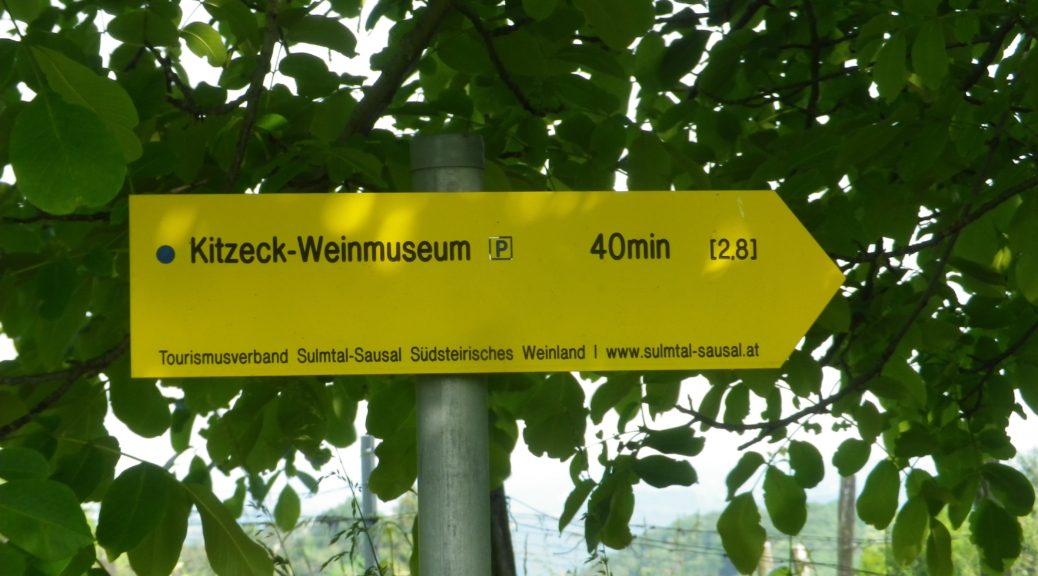 Kitzeck-Weinmuseum P 40min [2,8]
Tourismusverband Sulmtal-Sausal Südsteirisches Weinland | www.sulmtal-sausal.at